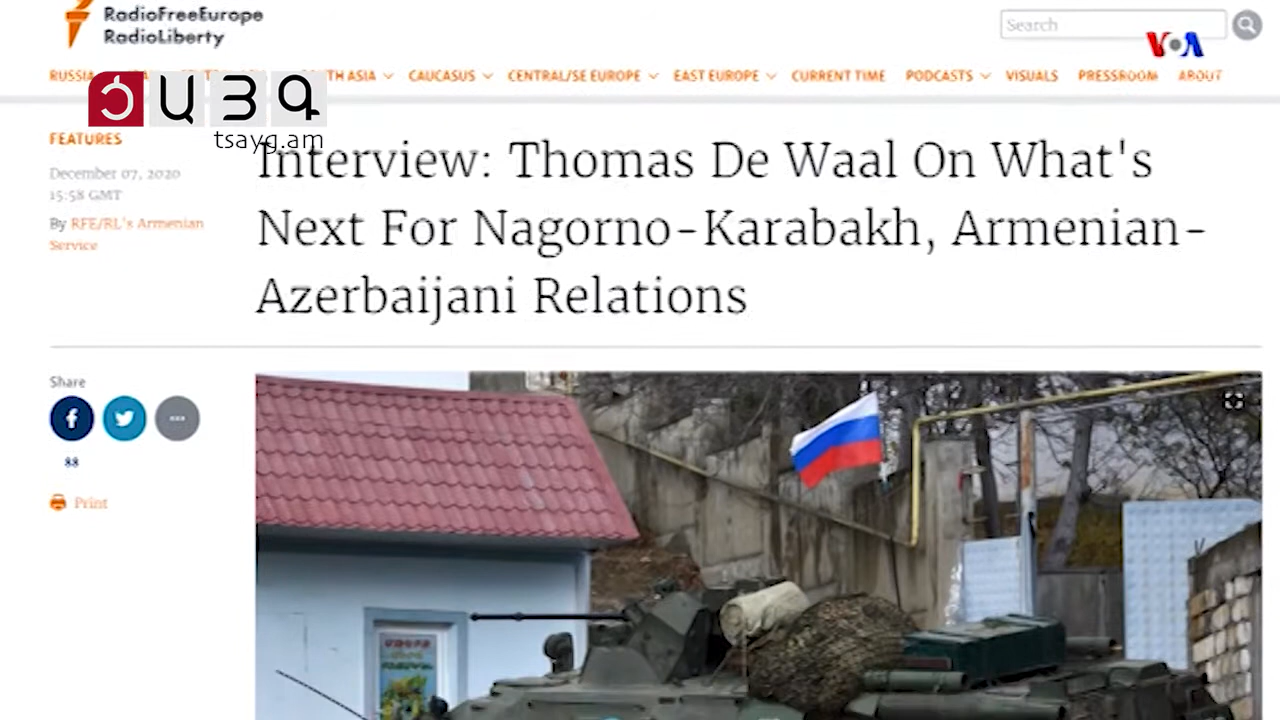 RadioFreeEurope
RadioLiberty
Search
VOA
RUSSIA
TH ASIA
CAUCASUS
CENTRAL/SE EUROPE
EAST EUROPE
CURRENT TIME
PODCASTS
VISUALS
PRESSROOM
ABOUT
ԾԱՅԳ
tsayg.am
FEATURES
December 07, 2020
15:58 GMT
By RFE/RL's Armenian
Service
Interview: Thomas De Waal On What's
Next For Nagorno-Karabakh, Armenian-
Azerbaijani Relations
Share
88
Print